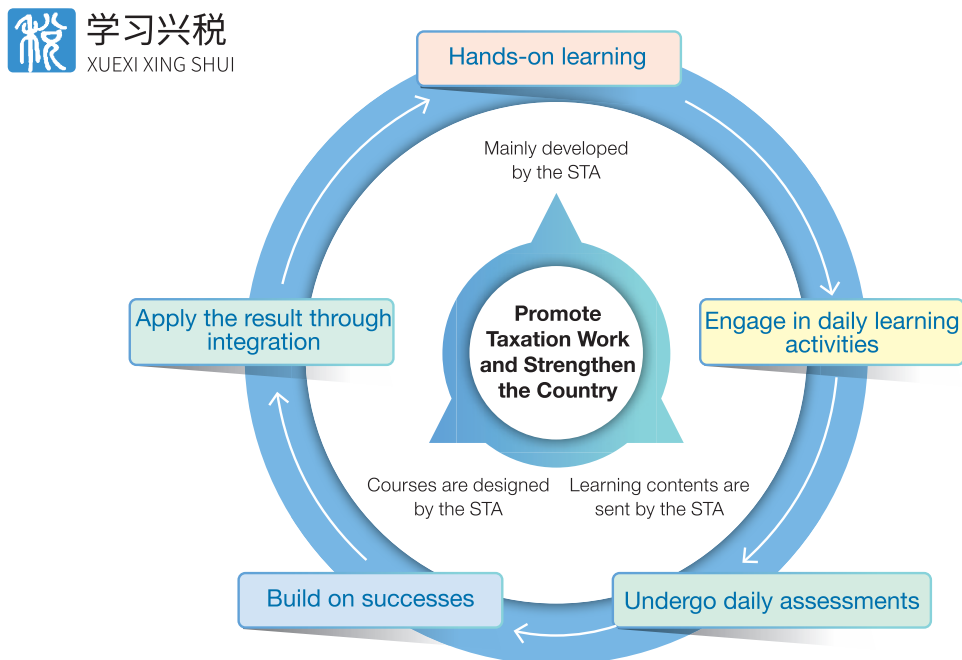 税
学习兴税
XUEXI XING SHUI
Hands-on learning
Mainly developed
by the STA
Apply the result through
integration
Promote
Taxation Work
and Strengthen
the Country
Engage in daily learning
activities
Courses are designed
by the STA
Learning contents are
sent by the STA
Build on successes
Undergo daily assessments